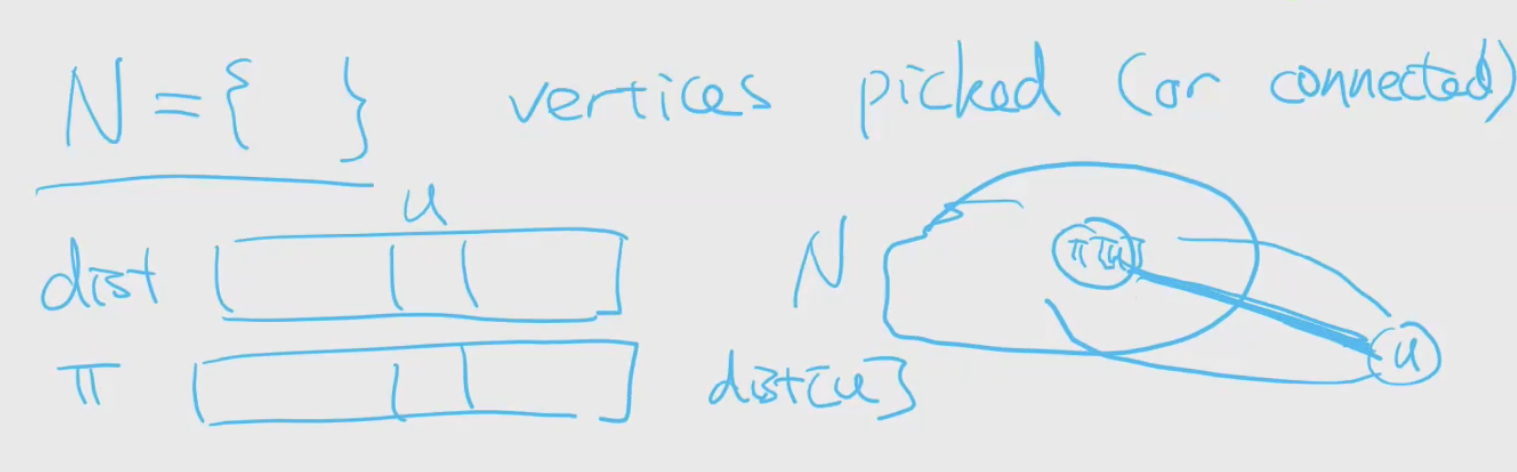 N = { } vertices picked (or connected)
u
dist
N
π[u]
u
π
dist[u]